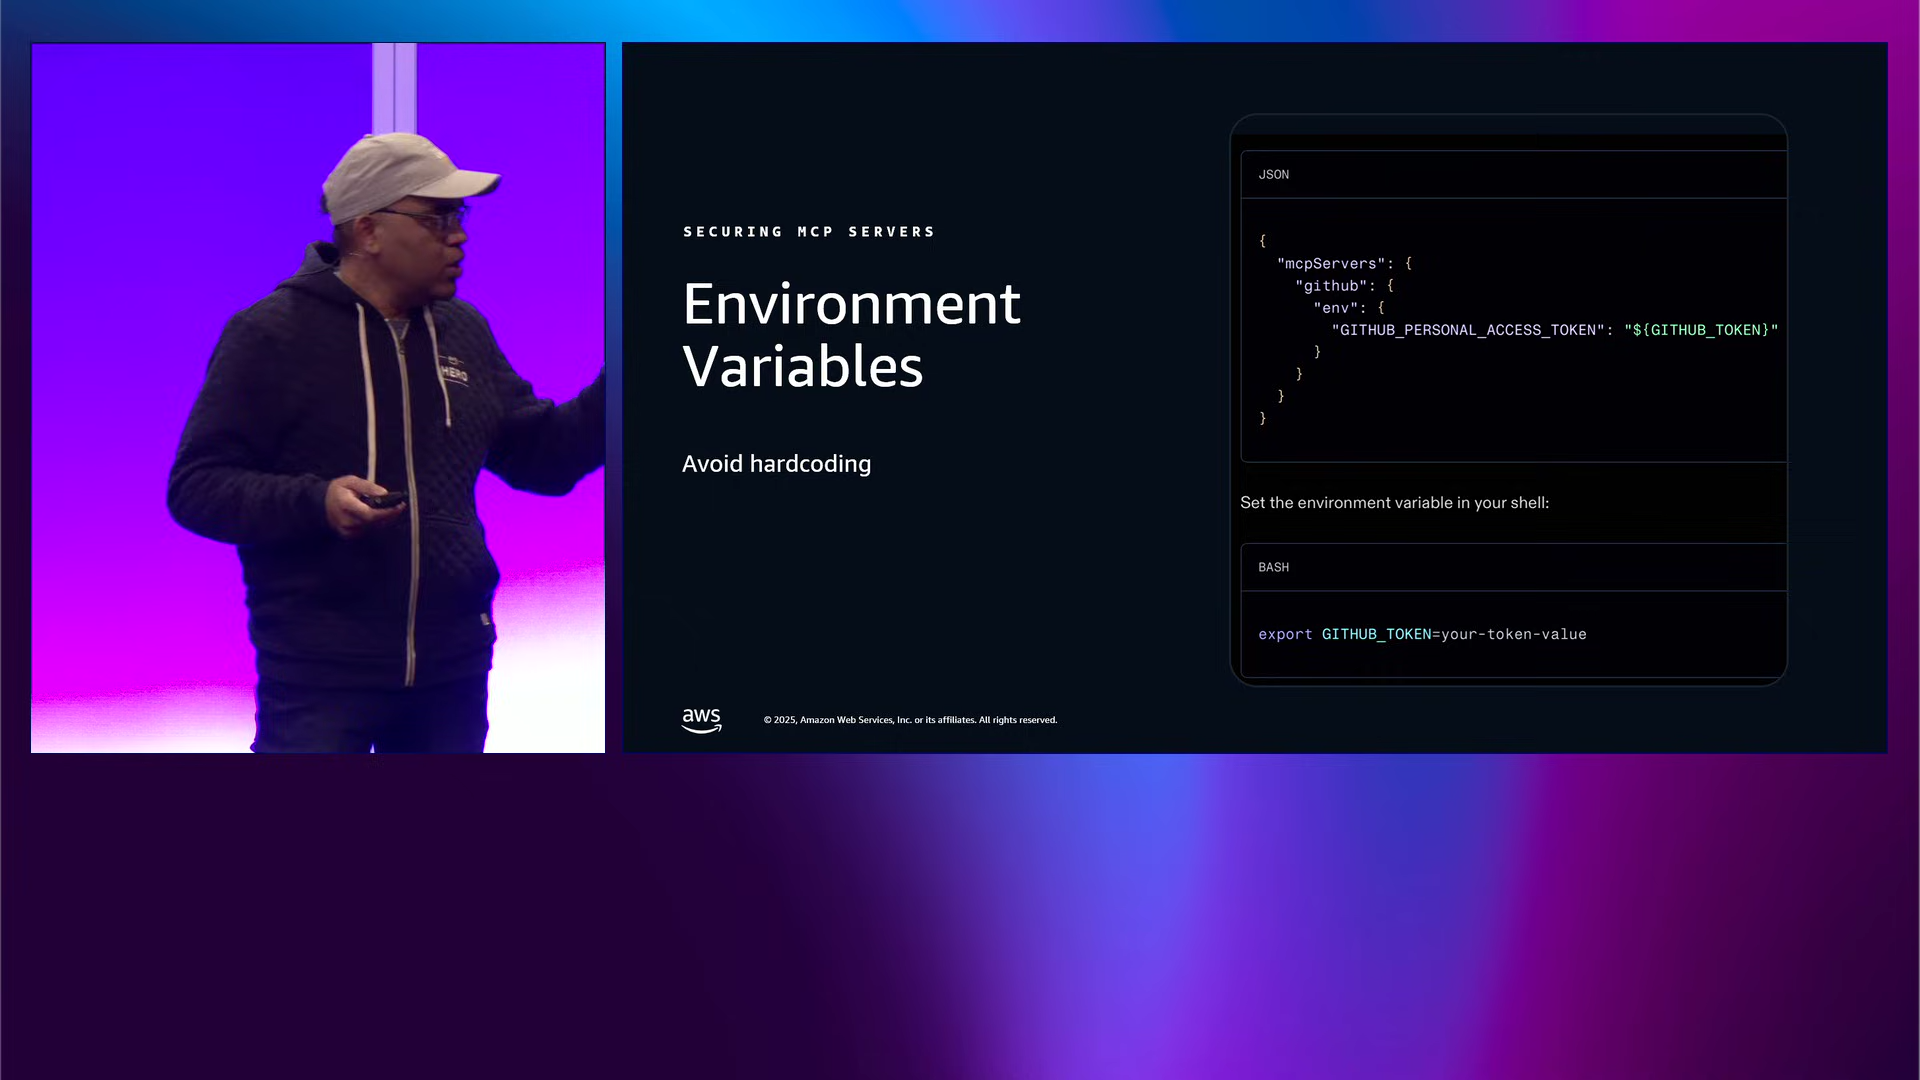 HERO
SECURING MCP SERVERS
Environment
Variables
Avoid hardcoding
JSON
{
"mcpServers": {
"github": {
"env": {
"GITHUB_PERSONAL_ACCESS_TOKEN": "${GITHUB_TOKEN}"
}
}
}
}
Set the environment variable in your shell:
BASH
export GITHUB_TOKEN=your-token-value
aws
© 2025, Amazon Web Services, Inc. or its affiliates. All rights reserved.